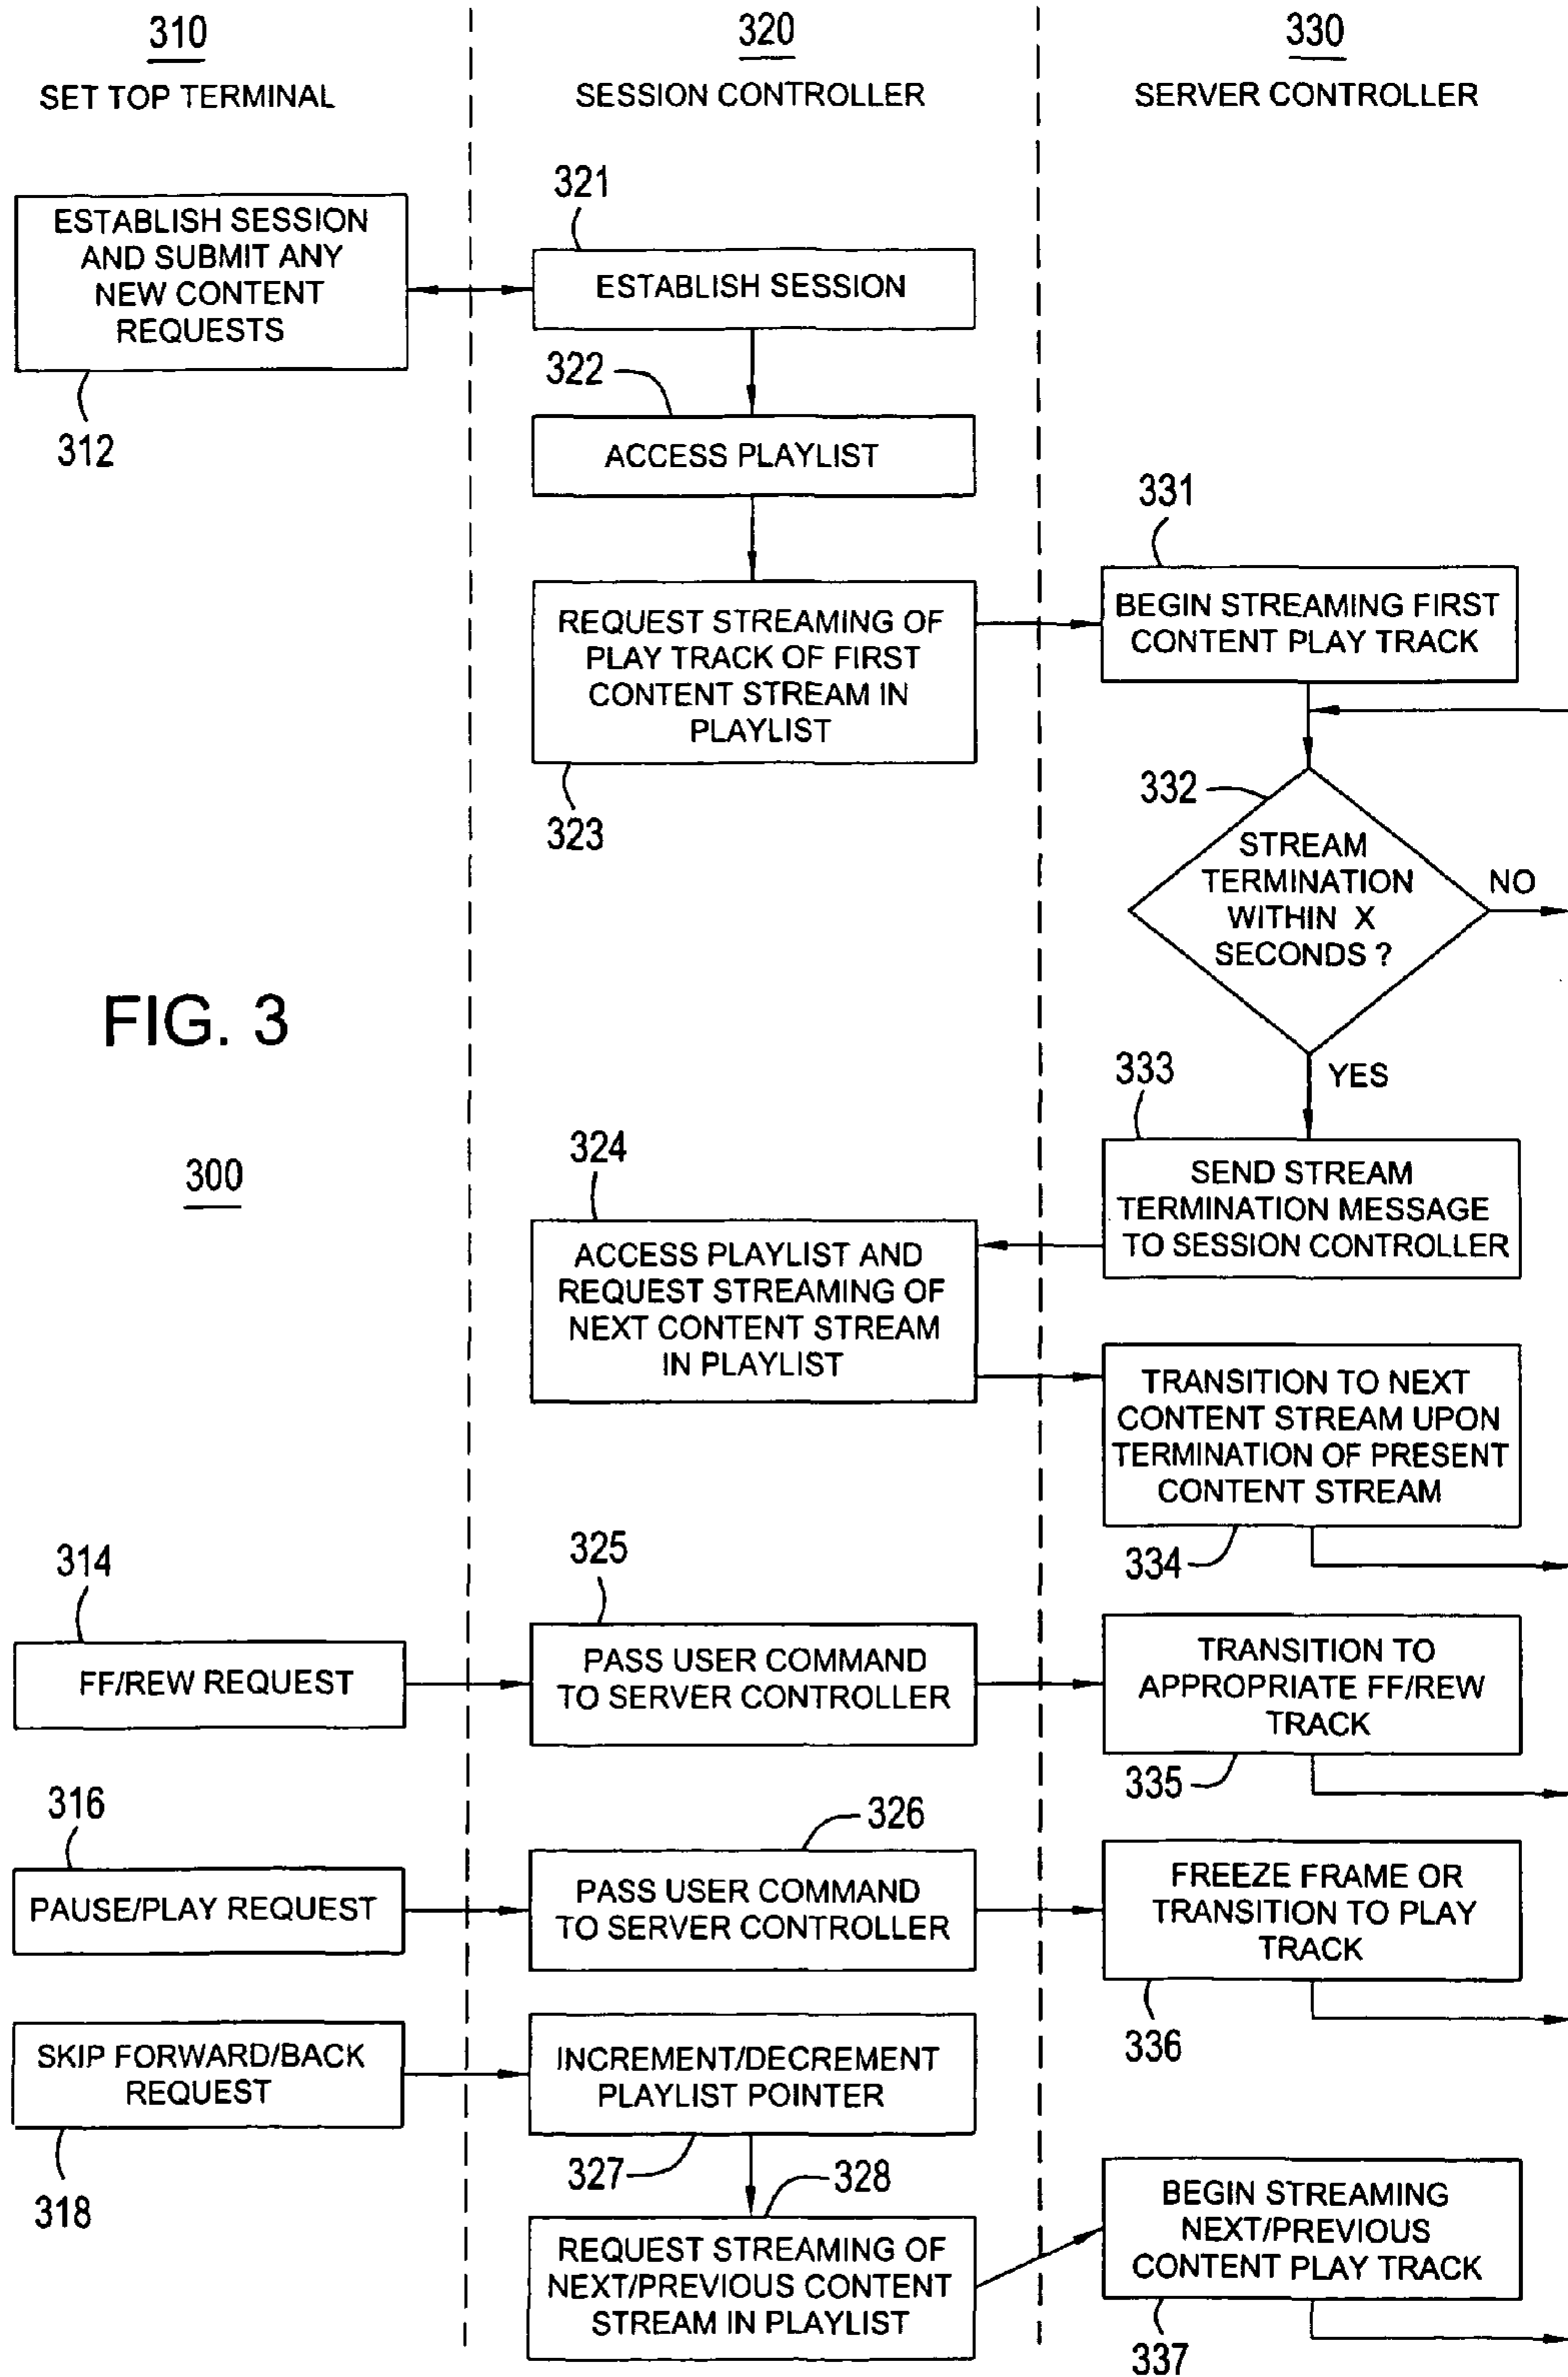 310
SET TOP TERMINAL
320
SESSION CONTROLLER
330
SERVER CONTROLLER
ESTABLISH SESSION
AND SUBMIT ANY
NEW CONTENT
REQUESTS
312
321
ESTABLISH SESSION
322
ACCESS PLAYLIST
REQUEST STREAMING OF
PLAY TRACK OF FIRST
CONTENT STREAM IN
PLAYLIST
323
331
BEGIN STREAMING FIRST
CONTENT PLAY TRACK
332
STREAM
TERMINATION
WITHIN X
SECONDS ?
NO
YES
FIG. 3
300
333
SEND STREAM
TERMINATION MESSAGE
TO SESSION CONTROLLER
324
ACCESS PLAYLIST AND
REQUEST STREAMING OF
NEXT CONTENT STREAM
IN PLAYLIST
TRANSITION TO NEXT
CONTENT STREAM UPON
TERMINATION OF PRESENT
CONTENT STREAM
334
314
FF/REW REQUEST
325
PASS USER COMMAND
TO SERVER CONTROLLER
TRANSITION TO
APPROPRIATE FF/REW
TRACK
335
316
PAUSE/PLAY REQUEST
326
PASS USER COMMAND
TO SERVER CONTROLLER
FREEZE FRAME OR
TRANSITION TO PLAY
TRACK
336
SKIP FORWARD/BACK
REQUEST
318
INCREMENT/DECREMENT
PLAYLIST POINTER
327
328
REQUEST STREAMING OF
NEXT/PREVIOUS CONTENT
STREAM IN PLAYLIST
BEGIN STREAMING
NEXT/PREVIOUS
CONTENT PLAY TRACK
337